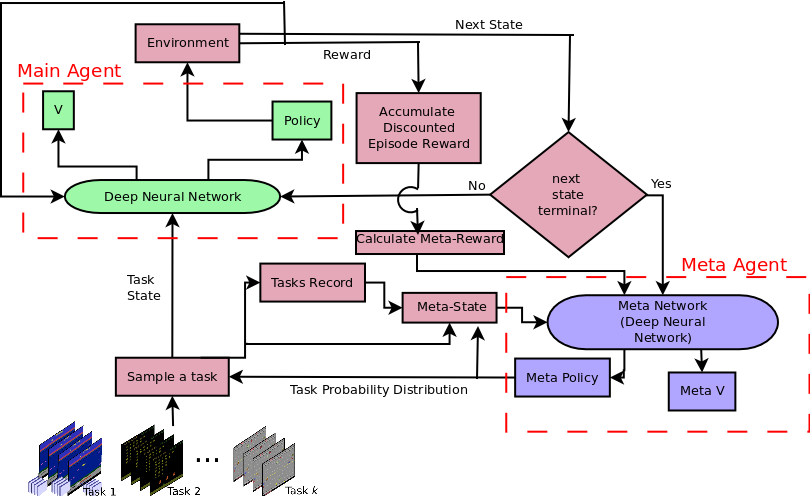 Next State
Environment
Reward
Main Agent
V
Policy
Accumulate
Discounted
Episode Reward
Deep Neural Network
No
next
state
terminal?
Yes
Calculate Meta-Reward
Meta Agent
Task
State
Tasks Record
Meta-State
Meta Network
(Deep Neural
Network)
Sample a task
Task Probability Distribution
Meta Policy
Meta V
Task 1
Task 2
...
Task k